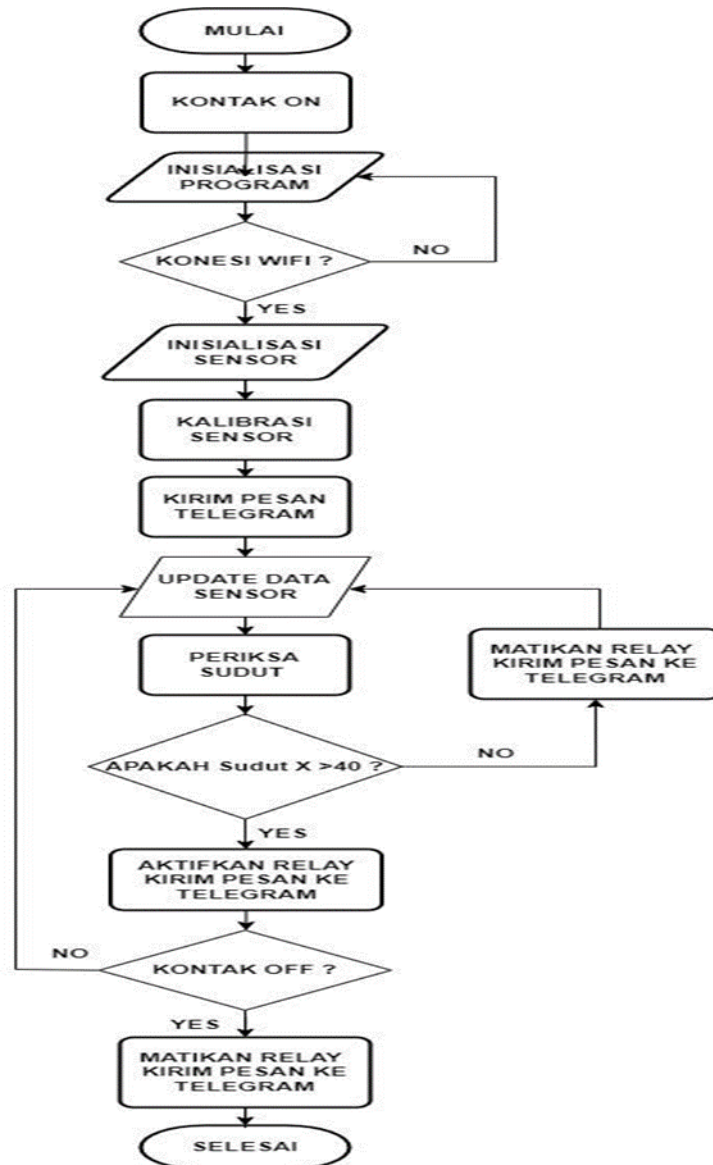 MULAI
KONTAK ON
INISIALISASI
PROGRAM
KONESI WIFI ?
NO
YES
INISIALISASI
SENSOR
KALIBRASI
SENSOR
KIRIM PESAN
TELEGRAM
UPDATE DATA
SENSOR
PERIKSA
SUDUT
MATIKAN RELAY
KIRIM PESAN KE
TELEGRAM
APAKAH Sudut X >40 ?
NO
YES
AKTIFKAN RELAY
KIRIM PESAN KE
TELEGRAM
NO
KONTAK OFF ?
YES
MATIKAN RELAY
KIRIM PESAN KE
TELEGRAM
SELESAI